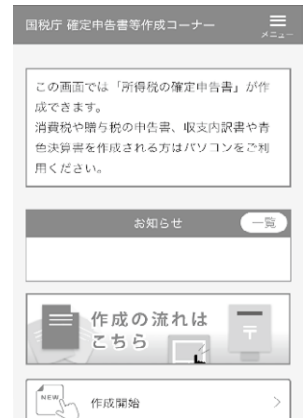 国税庁 確定申告書等作成コーナー
メニュー
この画面では「所得税の確定申告書」が作
成できます。
消費税や贈与税の申告書、収支内訳書や青
色決算書を作成される方はパソコンをご利
用ください。
お知らせ
一覧
作成の流れは
こちら
NEW
作成開始